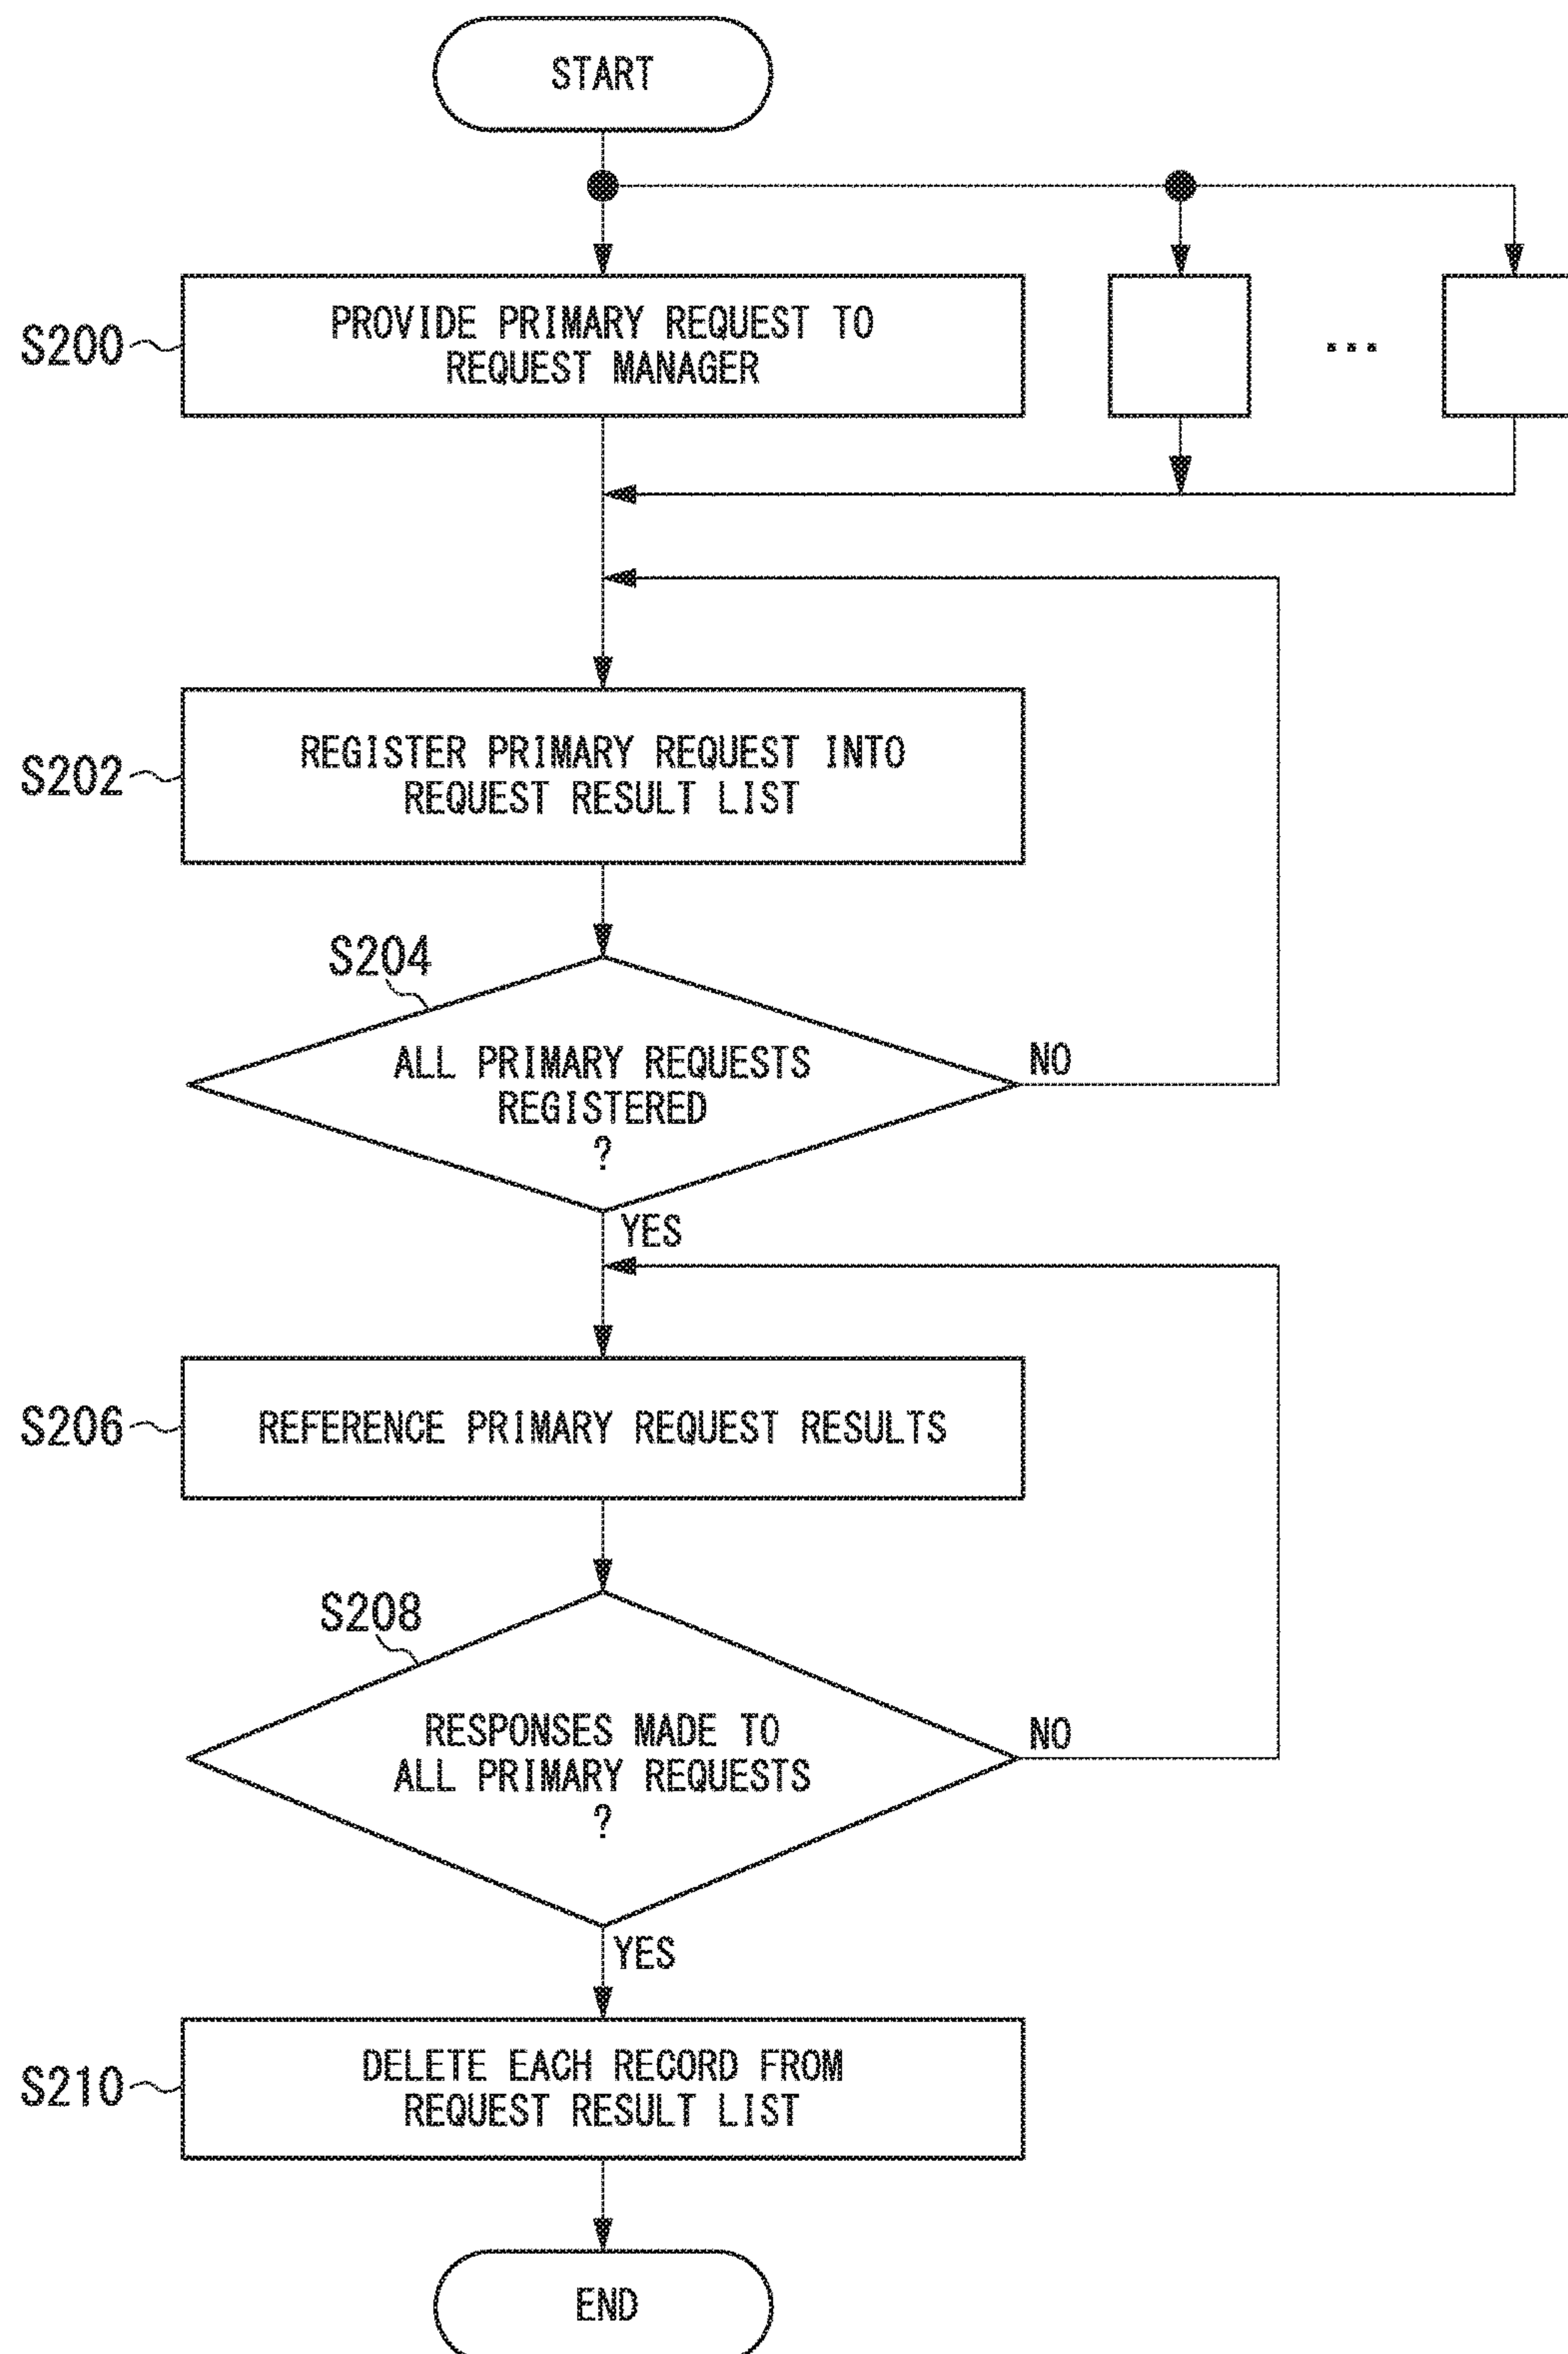 START
S200
PROVIDE PRIMARY REQUEST TO
REQUEST MANAGER
...
S202
REGISTER PRIMARY REQUEST INTO
REQUEST RESULT LIST
S204
ALL PRIMARY REQUESTS
REGISTERED
?
NO
YES
S206
REFERENCE PRIMARY REQUEST RESULTS
S208
RESPONSES MADE TO
ALL PRIMARY REQUESTS
?
NO
YES
S210
DELETE EACH RECORD FROM
REQUEST RESULT LIST
END